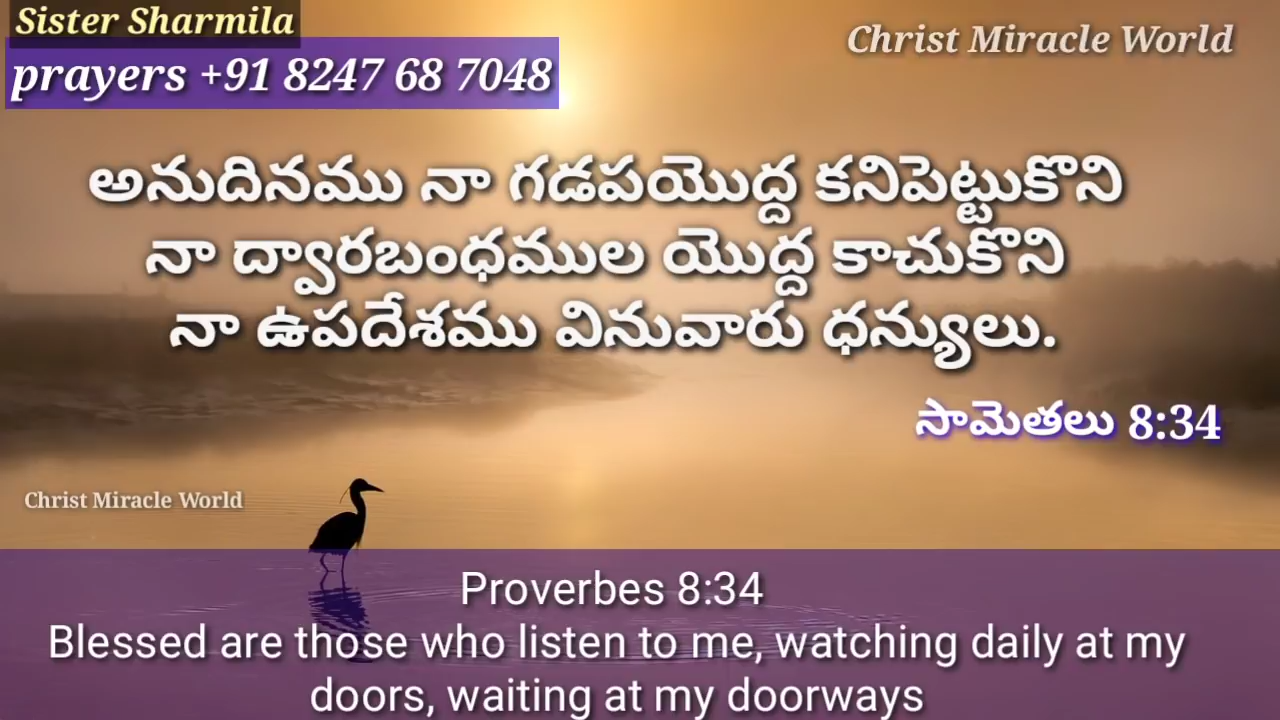 Sister Sharmila
prayers +91 8247 68 7048
Christ Miracle World
అనుదినము నా గడపయొద్ద కనిపెట్టుకొని
నా ద్వారబంధముల యొద్ద కాచుకొని
నా ఉపదేశము వినువారు ధన్యులు.
సామెతలు 8:34
Christ Miracle World
Proverbes 8:34
Blessed are those who listen to me, watching daily at my
doors, waiting at my doorways